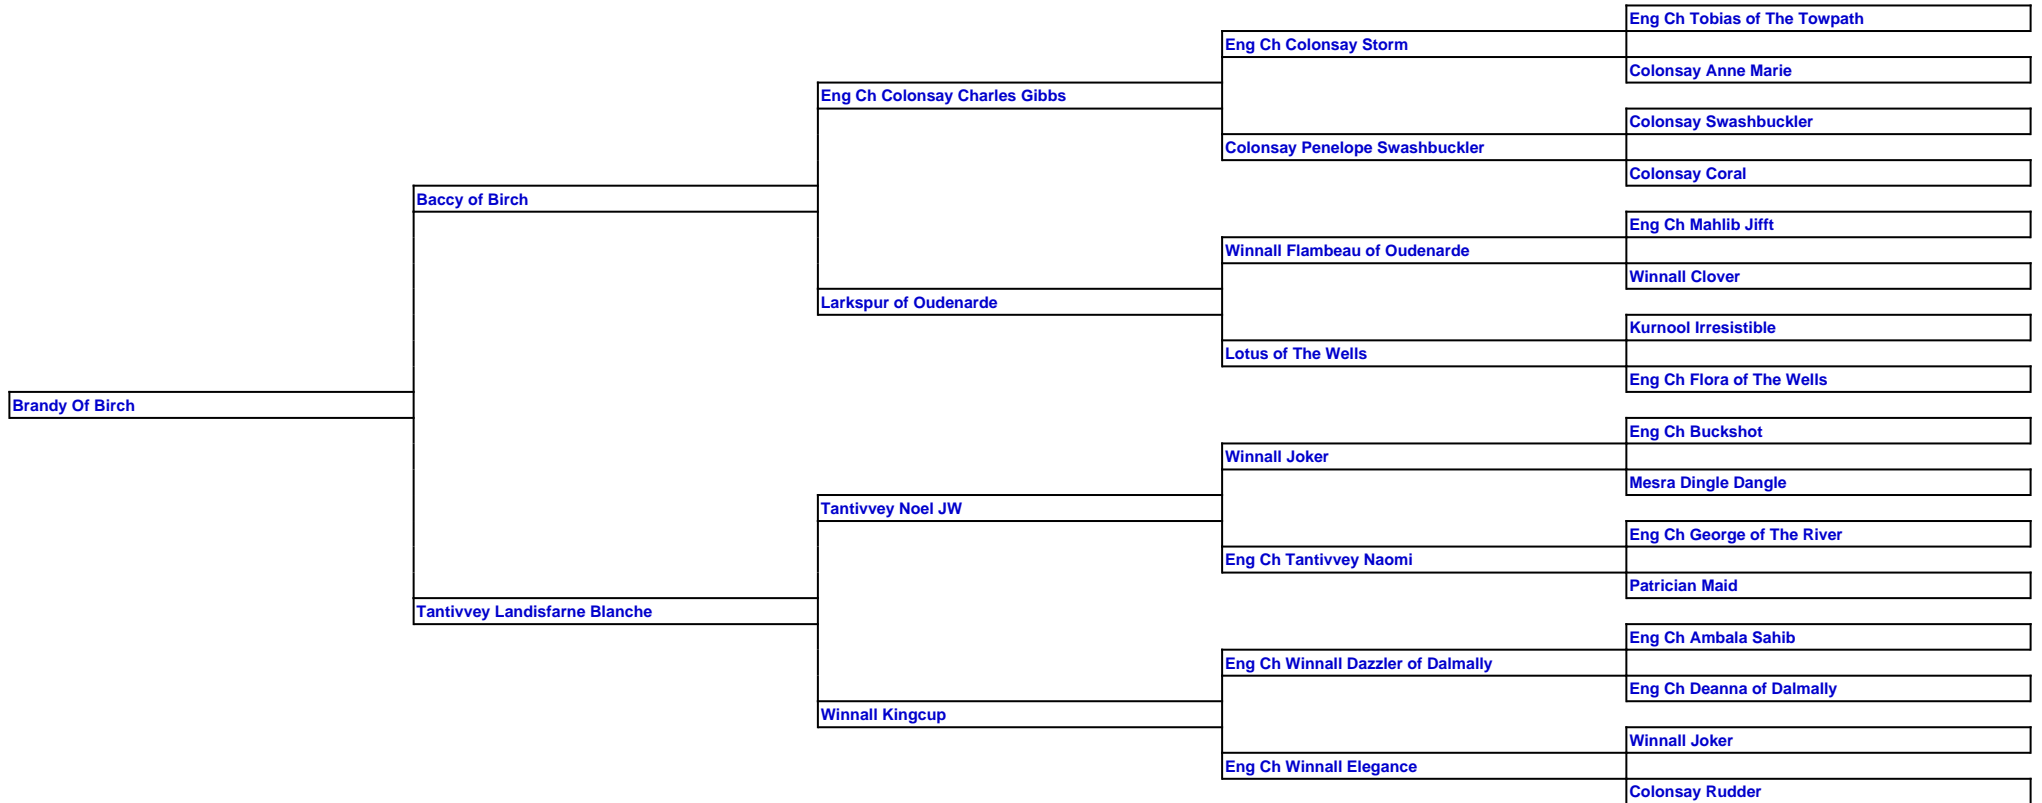 Eng Ch Tobias of The Towpath
Eng Ch Colonsay Storm
Colonsay Anne Marie
Eng Ch Colonsay Charles Gibbs
Colonsay Swashbuckler
Colonsay Penelope Swashbuckler
Colonsay Coral
Baccy of Birch
Eng Ch Mahlib Jifft
Winnall Flambeau of Oudenarde
Winnall Clover
Larkspur of Oudenarde
Kurnool Irresistible
Lotus of The Wells
Eng Ch Flora of The Wells
Brandy Of Birch
Eng Ch Buckshot
Winnall Joker
Mesra Dingle Dangle
Tantivvey Noel JW
Eng Ch George of The River
Eng Ch Tantivvey Naomi
Patrician Maid
Tantivvey Landisfarne Blanche
Eng Ch Ambala Sahib
Eng Ch Winnall Dazzler of Dalmally
Eng Ch Deanna of Dalmally
Winnall Kingcup
Winnall Joker
Eng Ch Winnall Elegance
Colonsay Rudder